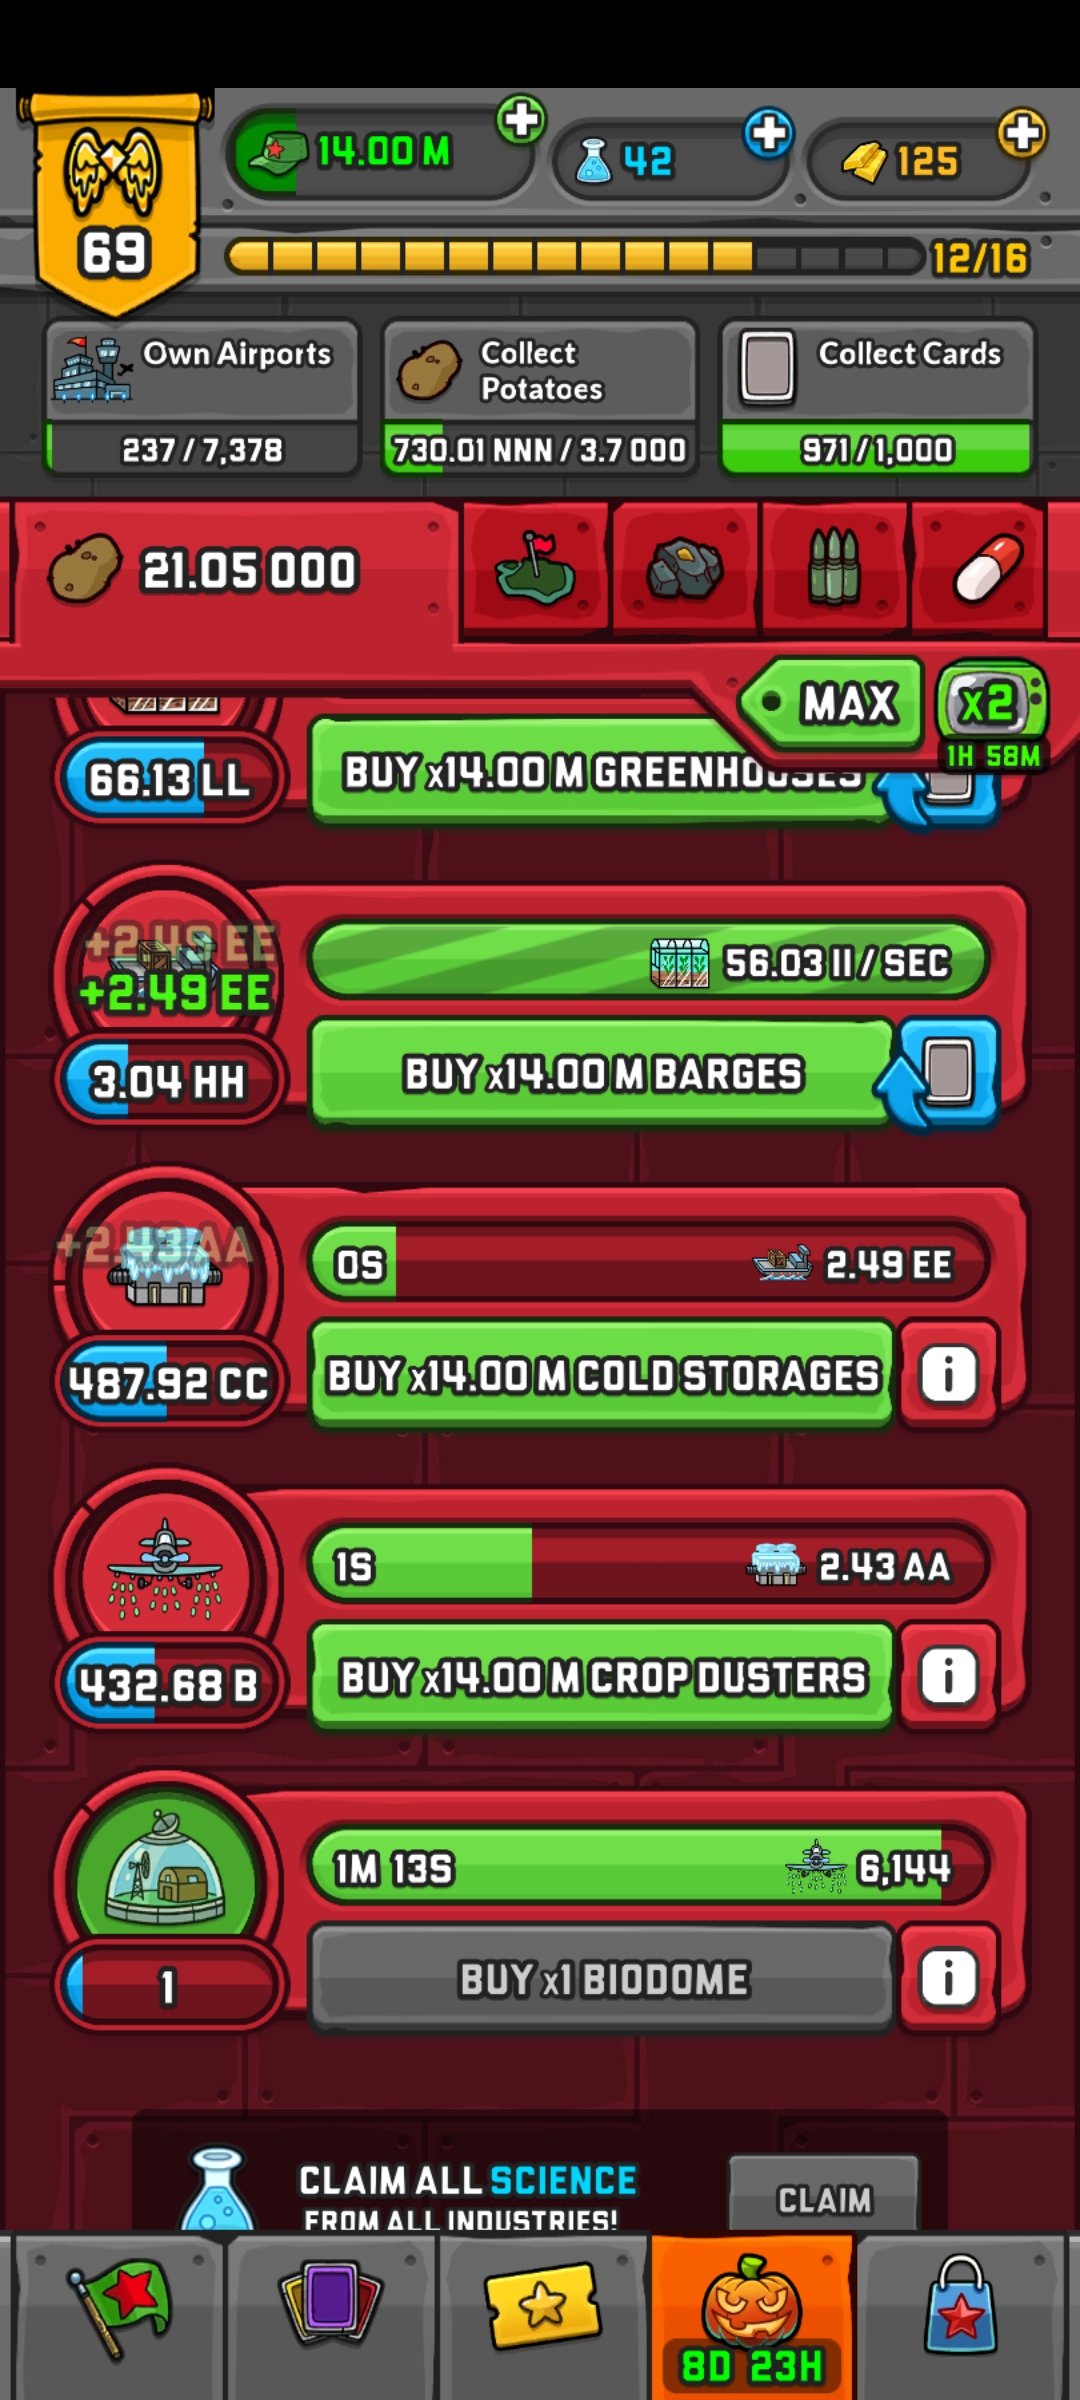 14.00 M
42
125
69
12/16
Own Airports
237 / 7,378
Collect
Potatoes
730.01 NNN / 3.7 OOO
Collect Cards
971 / 1,000
21.05 OOO
MAX
x2
1H 58M
66.13 LL
BUY x14.00 M GREENHOUSES
+2.49 EE
+2.49 EE
56.03 II / SEC
3.04 HH
BUY x14.00 M BARGES
+2.43 AA
0S
2.49 EE
487.92 CC
BUY x14.00 M COLD STORAGES
i
1S
2.43 AA
432.68 B
BUY x14.00 M CROP DUSTERS
i
1M 13S
6,144
1
BUY x1 BIODOME
i
CLAIM ALL SCIENCE
FROM ALL INDUSTRIES!
CLAIM
8D 23H